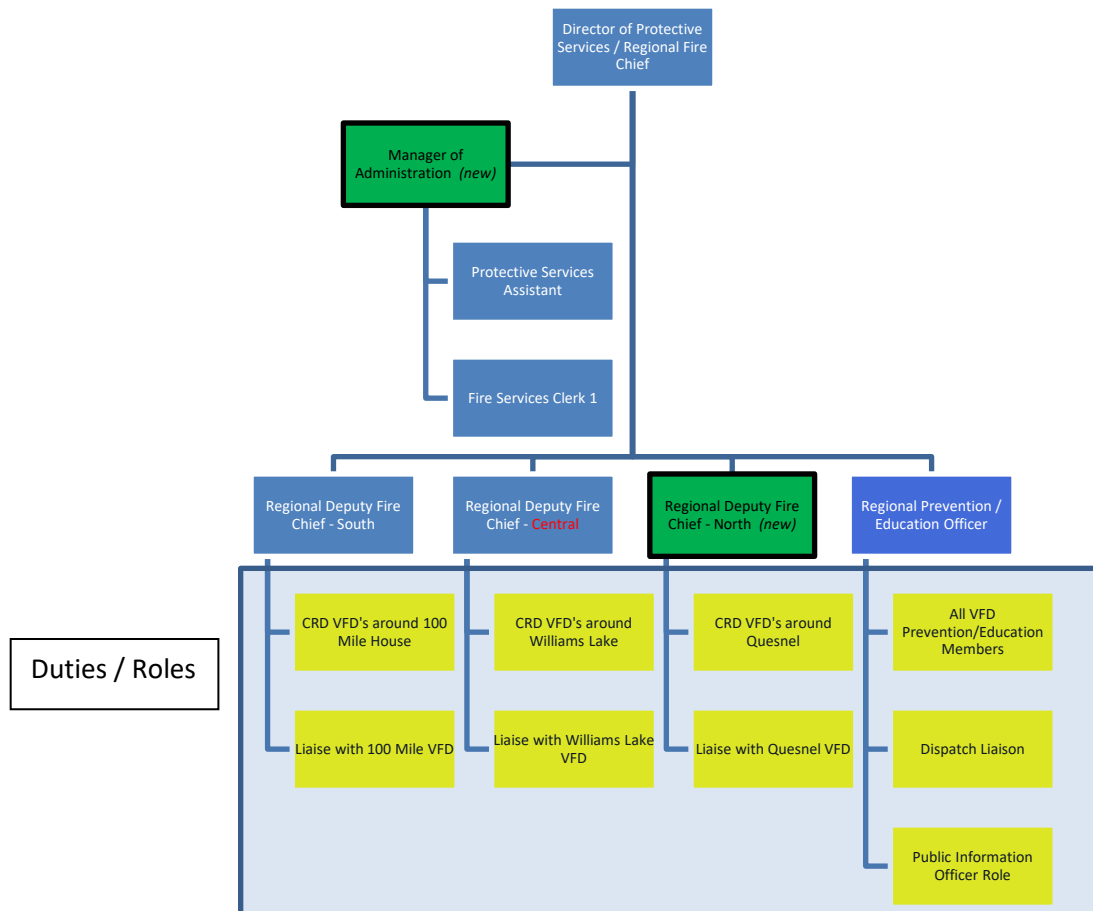 Director of Protective
Services / Regional Fire
Chief
Manager of
Administration (new)
Protective Services
Assistant
Fire Services Clerk 1
Regional Deputy Fire
Chief - South
Regional Deputy Fire
Chief - Central
Regional Deputy Fire
Chief - North (new)
Regional Prevention /
Education Officer
Duties / Roles
CRD VFD's around 100
Mile House
CRD VFD's around
Williams Lake
CRD VFD's around
Quesnel
All VFD
Prevention/Education
Members
Liaise with 100 Mile VFD
Liaise with Williams Lake
VFD
Liaise with Quesnel VFD
Dispatch Liaison
Public Information
Officer Role